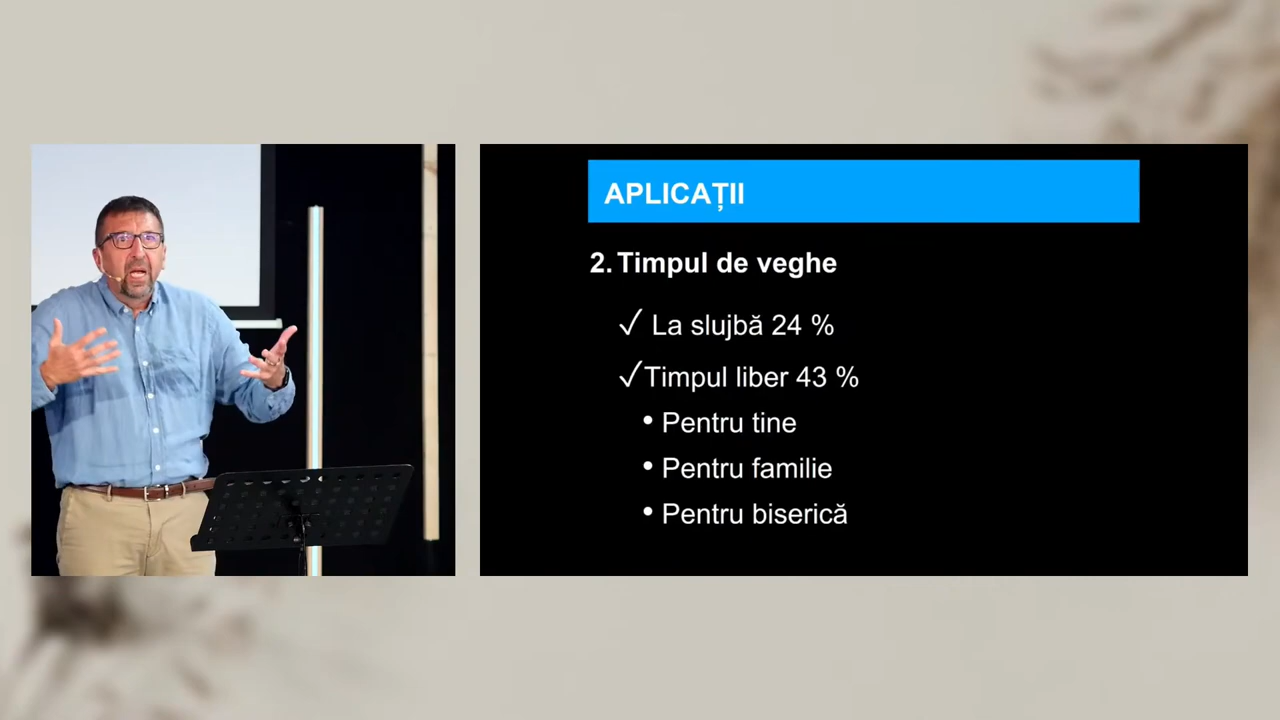 APLICAȚII
2. Timpul de veghe
✓ La slujbă 24 %
✓Timpul liber 43 %
• Pentru tine
• Pentru familie
• Pentru biserică